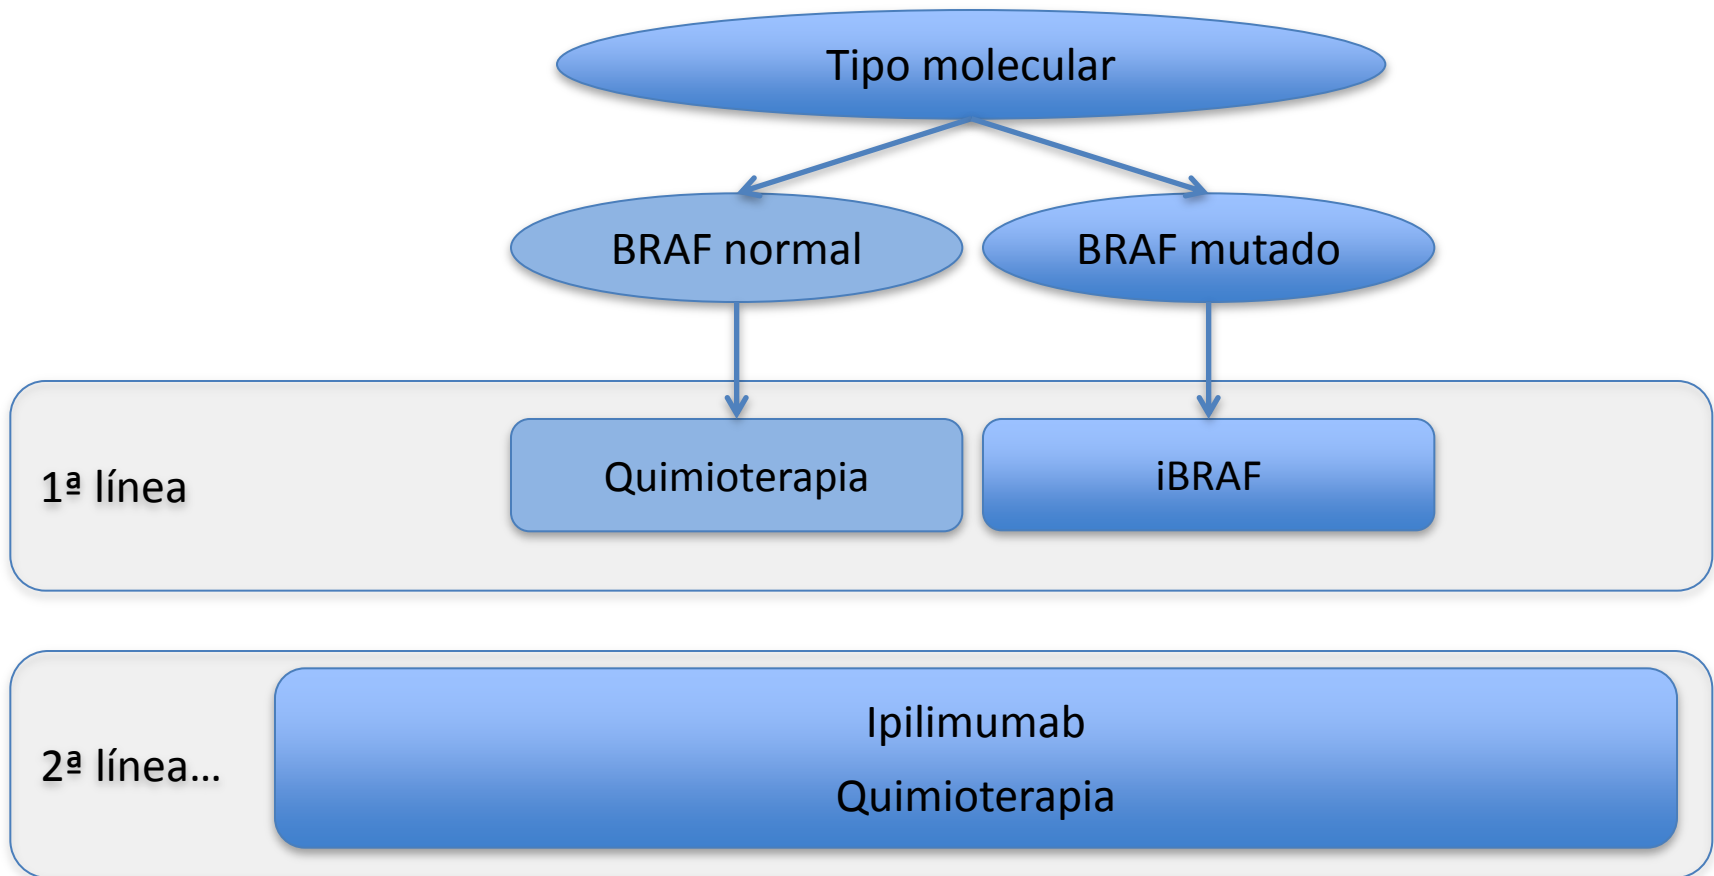 Tipo molecular
BRAF normal
BRAF mutado
1ª línea
Quimioterapia
iBRAF
2ª línea...
Ipilimumab
Quimioterapia